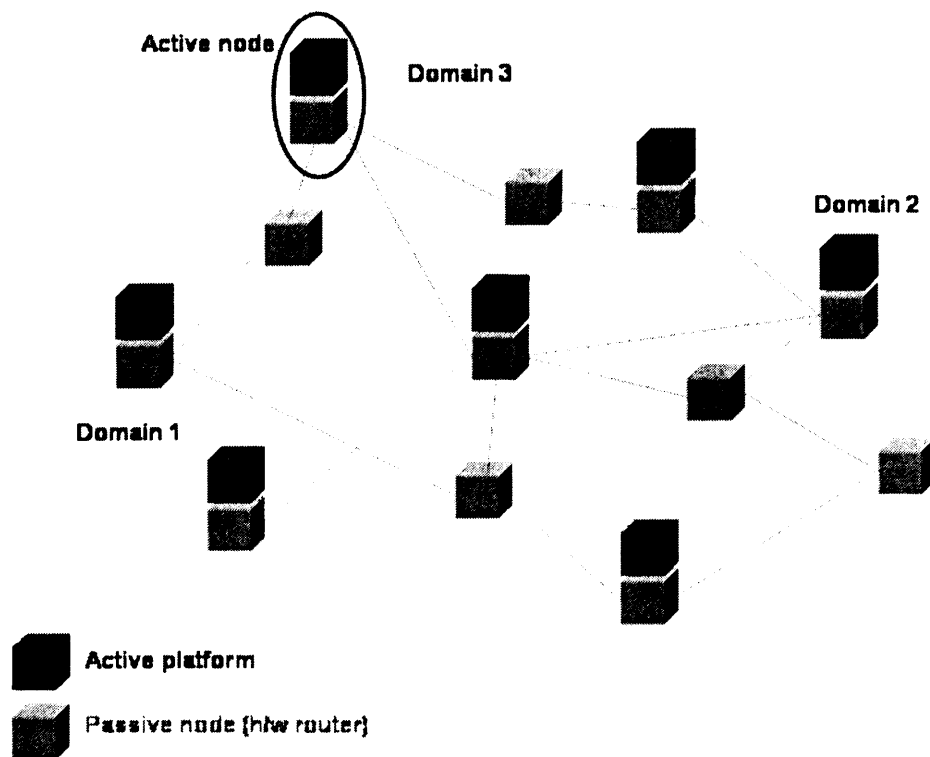 Active node
Domain 3
Domain 2
Domain 1
Active platform
Passive node (h/w router)